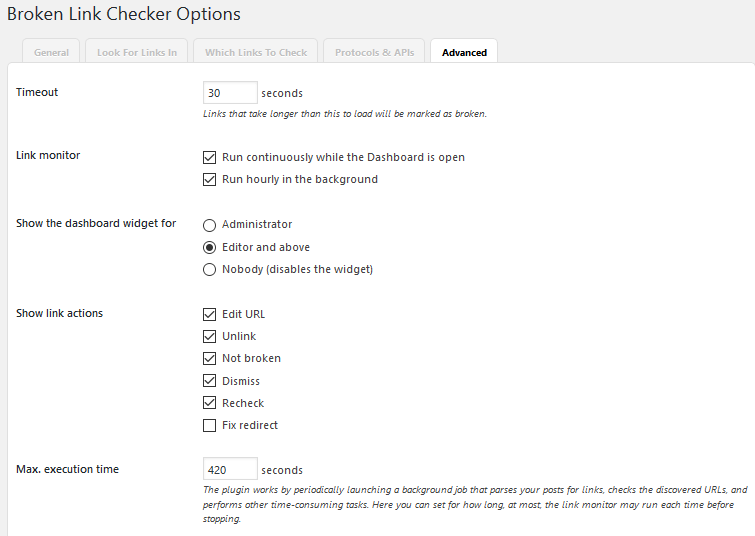 Broken Link Checker Options
General Look For Links In Which Links To Check Protocols & APIs Advanced
Timeout 30 seconds
Links that take longer than this to load will be marked as broken.
Link monitor Run continuously while the Dashboard is open
Run hourly in the background
Show the dashboard widget for Administrator
Editor and above
Nobody (disables the widget)
Show link actions Edit URL
Unlink
Not broken
Dismiss
Recheck
Fix redirect
Max. execution time 420 seconds
The plugin works by periodically launching a background job that parses your posts for links, checks the discovered URLs, and
performs other time-consuming tasks. Here you can set for how long, at most, the link monitor may run each time before
stopping.